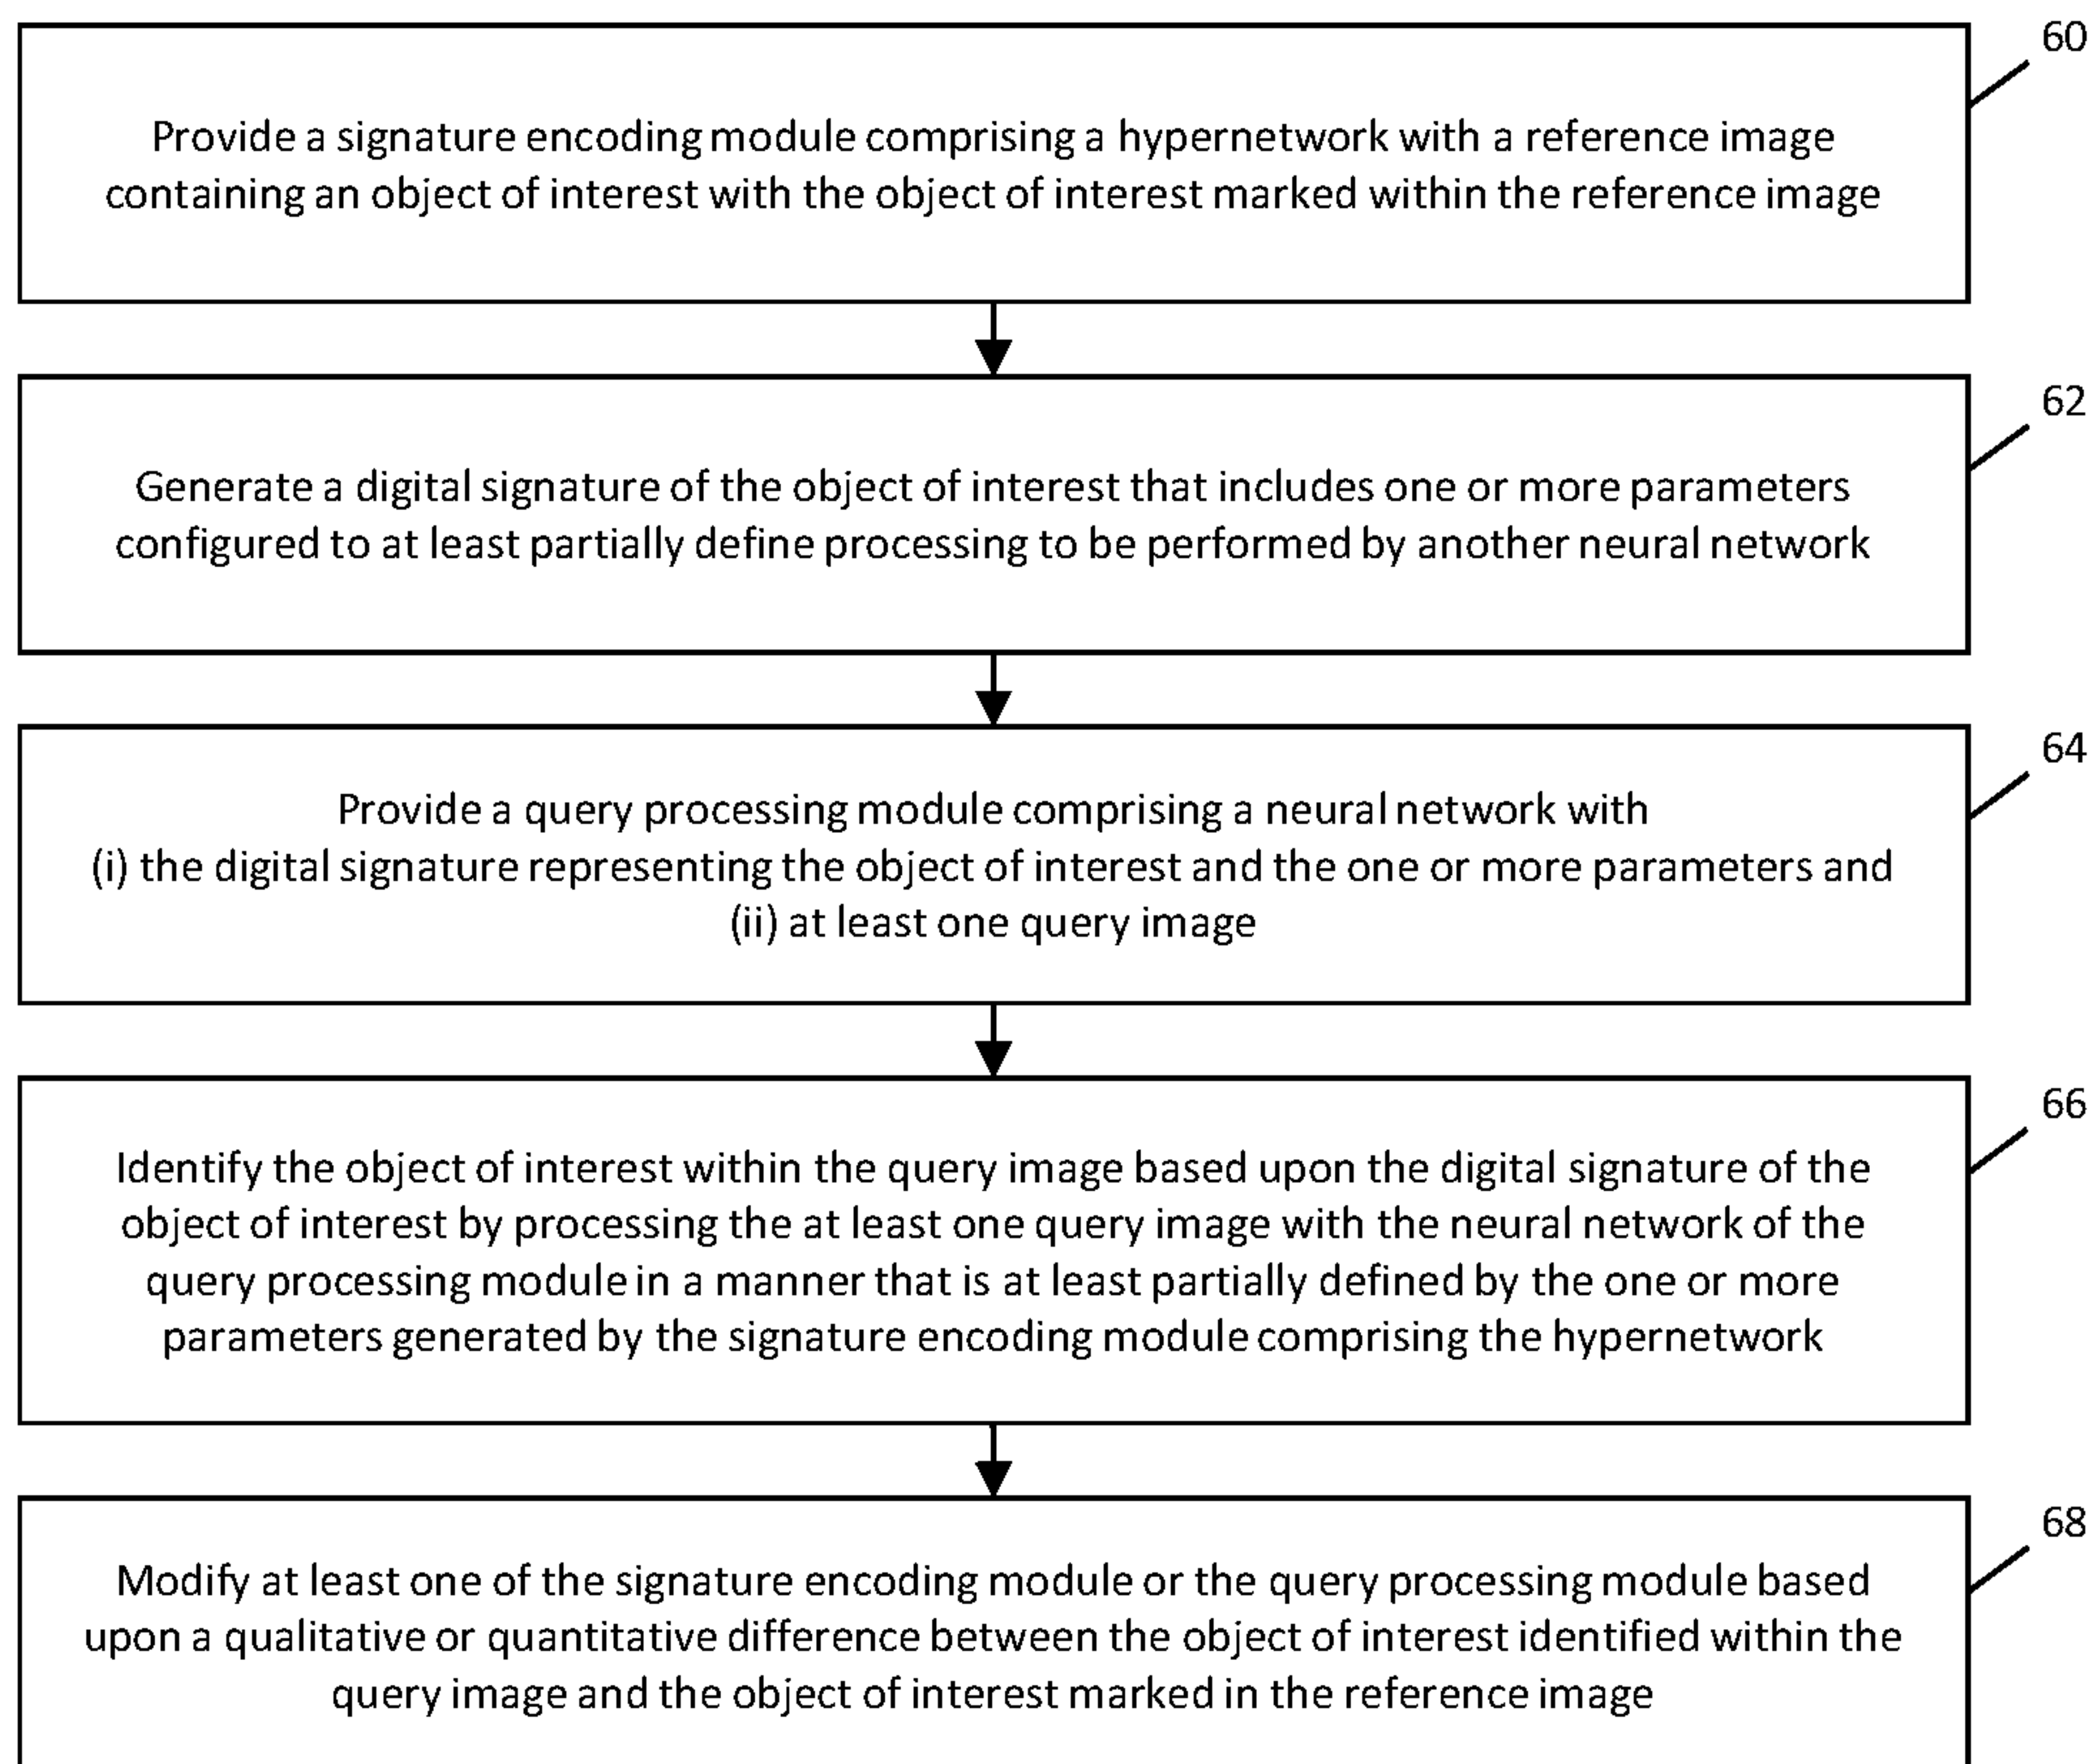 60
Provide a signature encoding module comprising a hypernetwork with a reference image
containing an object of interest with the object of interest marked within the reference image
62
Generate a digital signature of the object of interest that includes one or more parameters
configured to at least partially define processing to be performed by another neural network
64
Provide a query processing module comprising a neural network with
(i) the digital signature representing the object of interest and the one or more parameters and
(ii) at least one query image
66
Identify the object of interest within the query image based upon the digital signature of the
object of interest by processing the at least one query image with the neural network of the
query processing module in a manner that is at least partially defined by the one or more
parameters generated by the signature encoding module comprising the hypernetwork
68
Modify at least one of the signature encoding module or the query processing module based
upon a qualitative or quantitative difference between the object of interest identified within the
query image and the object of interest marked in the reference image